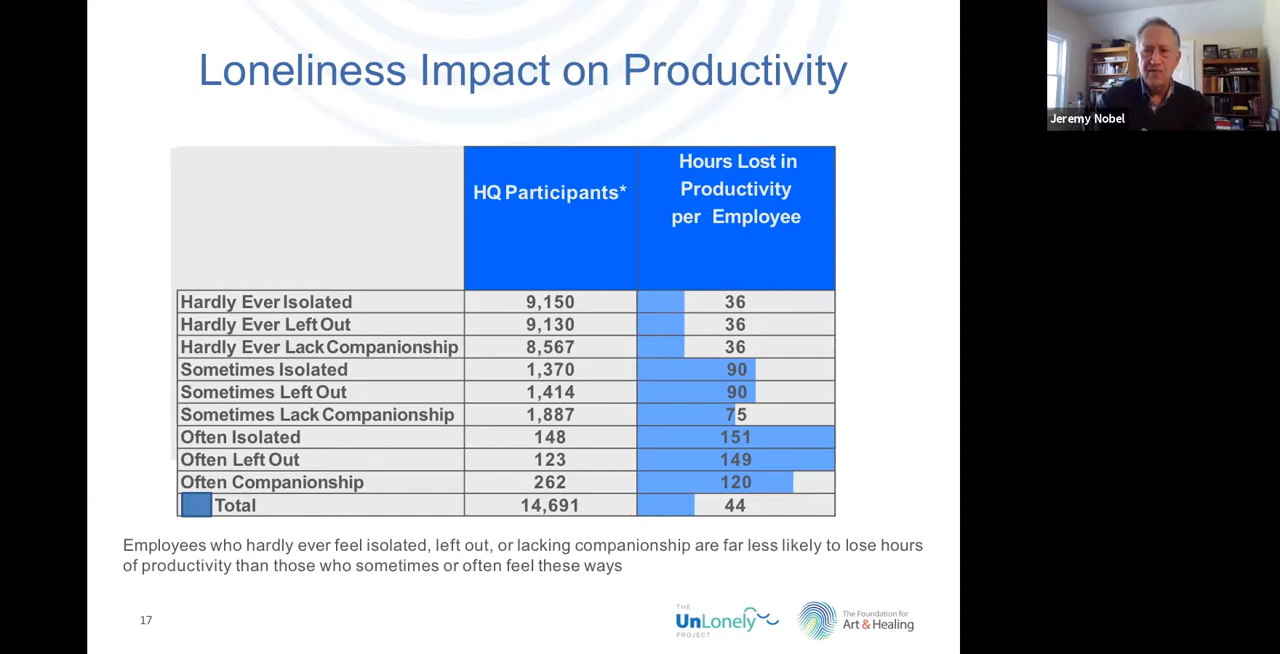 Loneliness Impact on Productivity
Jeremy Nobel
HQ Participants*
Hours Lost in
Productivity
per Employee
Hardly Ever Isolated 9,150 36
Hardly Ever Left Out 9,130 36
Hardly Ever Lack Companionship 8,567 36
Sometimes Isolated 1,370 90
Sometimes Left Out 1,414 90
Sometimes Lack Companionship 1,887 75
Often Isolated 148 151
Often Left Out 123 149
Often Companionship 262 120
Total 14,691 44
Employees who hardly ever feel isolated, left out, or lacking companionship are far less likely to lose hours
of productivity than those who sometimes or often feel these ways
17
THE
UnLonely
PROJECT
The Foundation for
Art & Healing